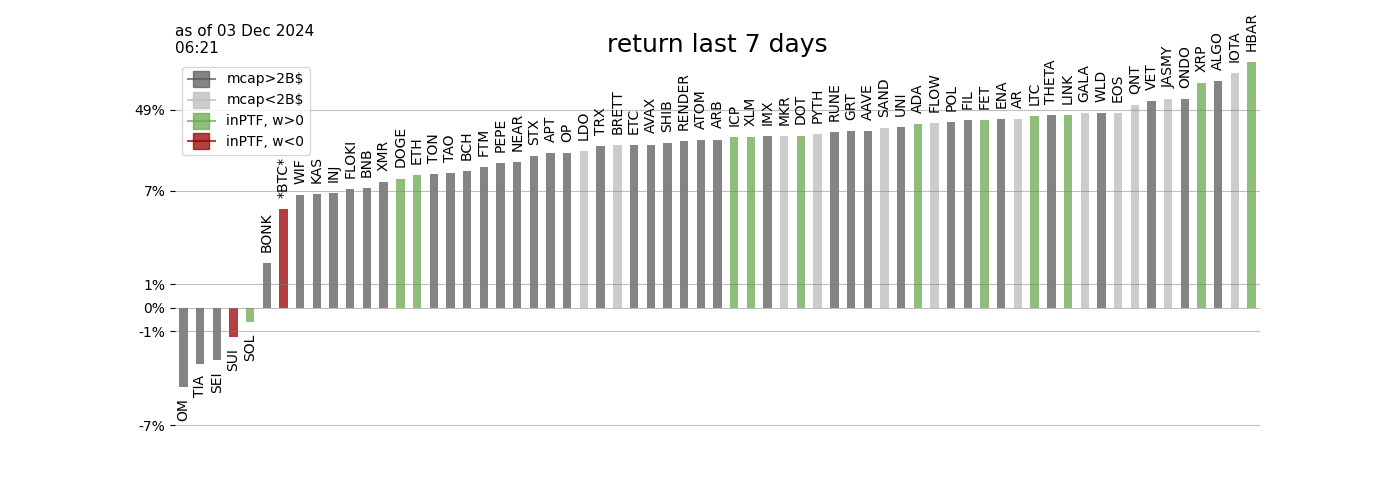 as of 03 Dec 2024
06:21
return last 7 days
mcap>2B$
mcap<2B$
inPTF, w>0
inPTF, w<0
49%
7%
1%
0%
-1%
-7%
OM
TIA
SEI
SUI
SOL
BONK
*BTC*
WIF
KAS
INJ
FLOKI
BNB
XMR
DOGE
ETH
TON
TAO
BCH
FTM
PEPE
NEAR
STX
APT
OP
LDO
TRX
BRETT
ETC
AVAX
SHIB
RENDER
ATOM
ARB
ICP
XLM
IMX
MKR
DOT
PYTH
RUNE
GRT
AAVE
SAND
UNI
ADA
FLOW
POL
FIL
FET
ENA
AR
LTC
THETA
LINK
GALA
WLD
EOS
QNT
VET
JASMY
ONDO
XRP
ALGO
IOTA
HBAR